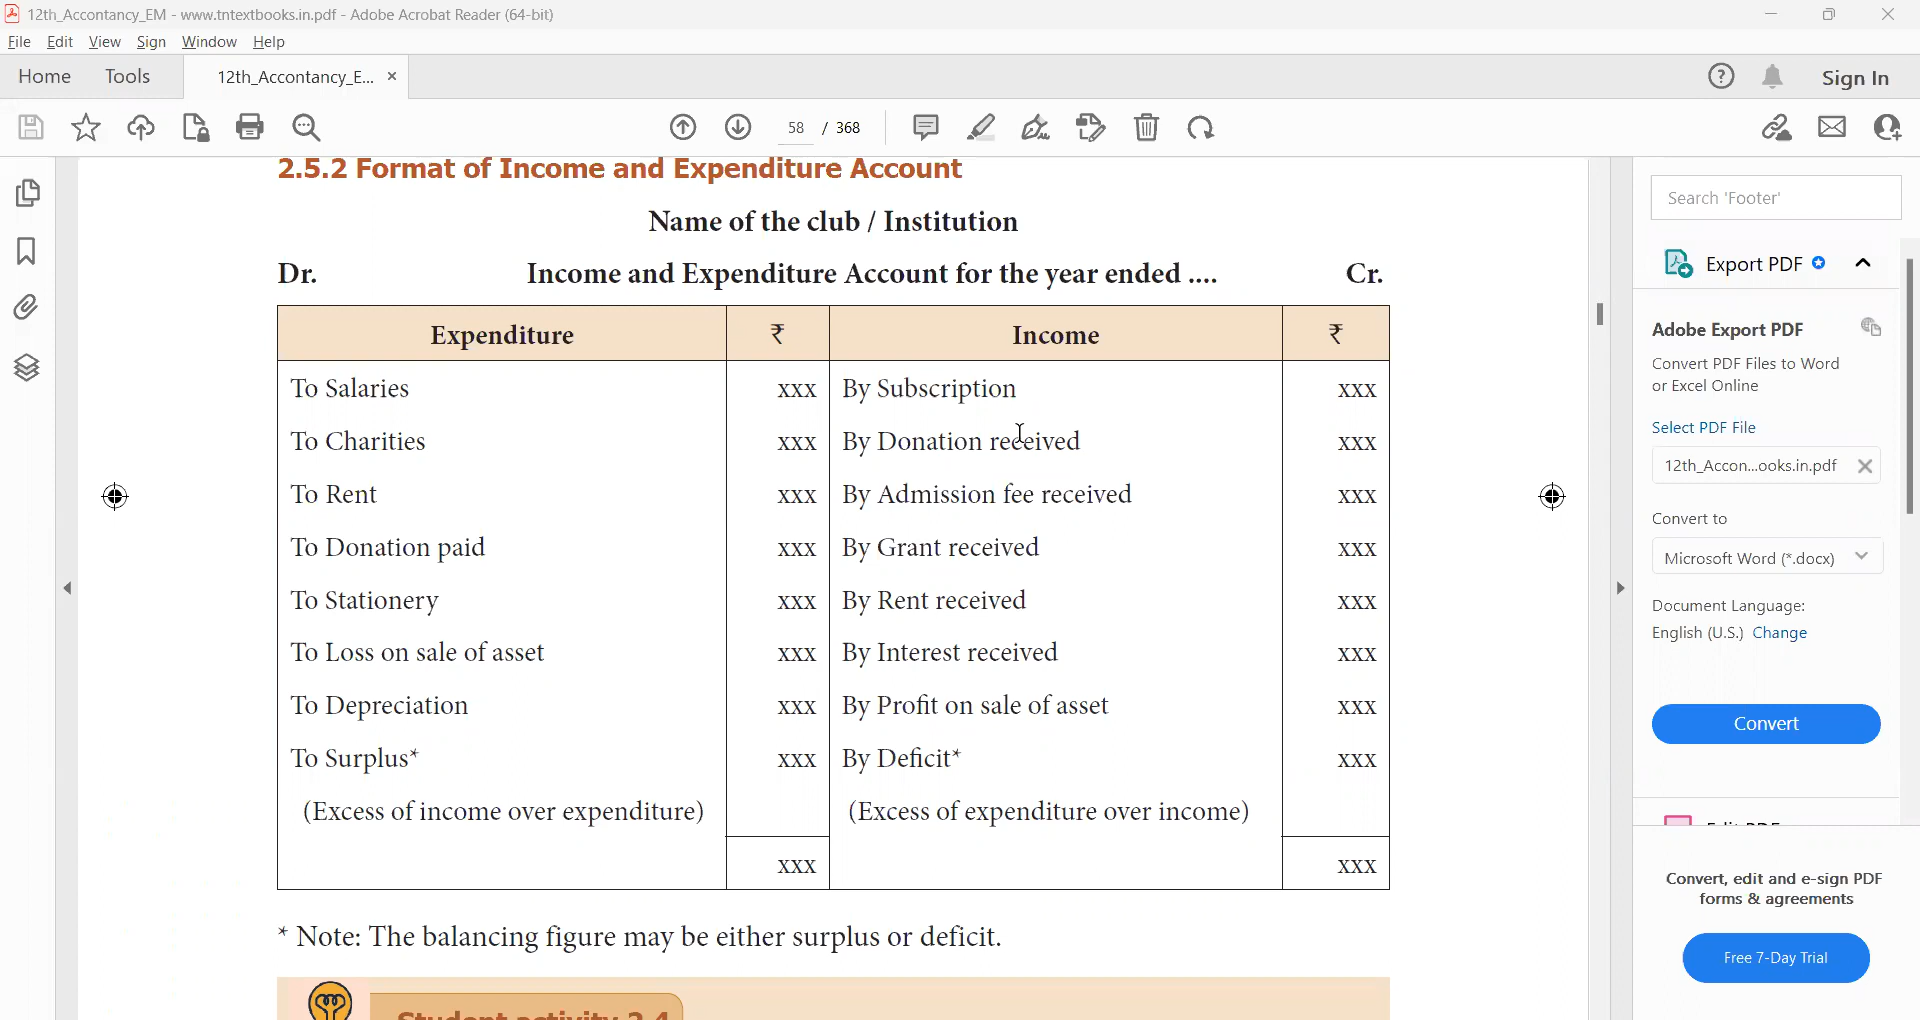 12th_Accontancy_EM - www.tntextbooks.in.pdf - Adobe Acrobat Reader (64-bit)
File Edit View Sign Window Help
Home Tools 12th_Accontancy_E... × Sign In
58 / 368
2.5.2 Format of Income and Expenditure Account
Name of the club / Institution
Dr. Income and Expenditure Account for the year ended .... Cr.
Expenditure ₹ Income ₹
To Salaries xxx By Subscription xxx
To Charities xxx By Donation received xxx
To Rent xxx By Admission fee received xxx
To Donation paid xxx By Grant received xxx
To Stationery xxx By Rent received xxx
To Loss on sale of asset xxx By Interest received xxx
To Depreciation xxx By Profit on sale of asset xxx
To Surplus* xxx By Deficit* xxx
(Excess of income over expenditure) (Excess of expenditure over income)
xxx xxx
* Note: The balancing figure may be either surplus or deficit.
Student activity 2.4
Search 'Footer'
Export PDF
Adobe Export PDF
Convert PDF Files to Word
or Excel Online
Select PDF File
12th_Accon...ooks.in.pdf
Convert to
Microsoft Word (*.docx)
Document Language:
English (U.S.) Change
Convert
Edit PDF
Convert, edit and e-sign PDF
forms & agreements
Free 7-Day Trial